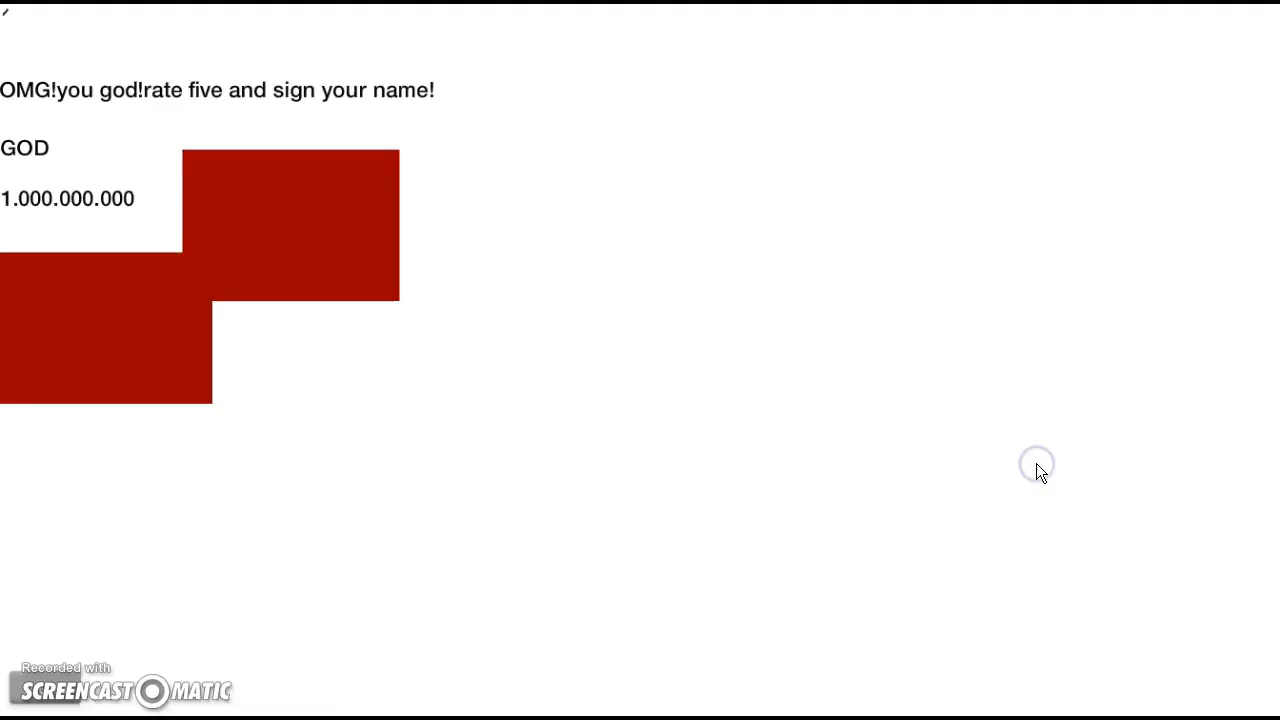 OMG!you god!rate five and sign your name!
GOD
1.000.000.000
Recorded with
SCREENCAST MATIC